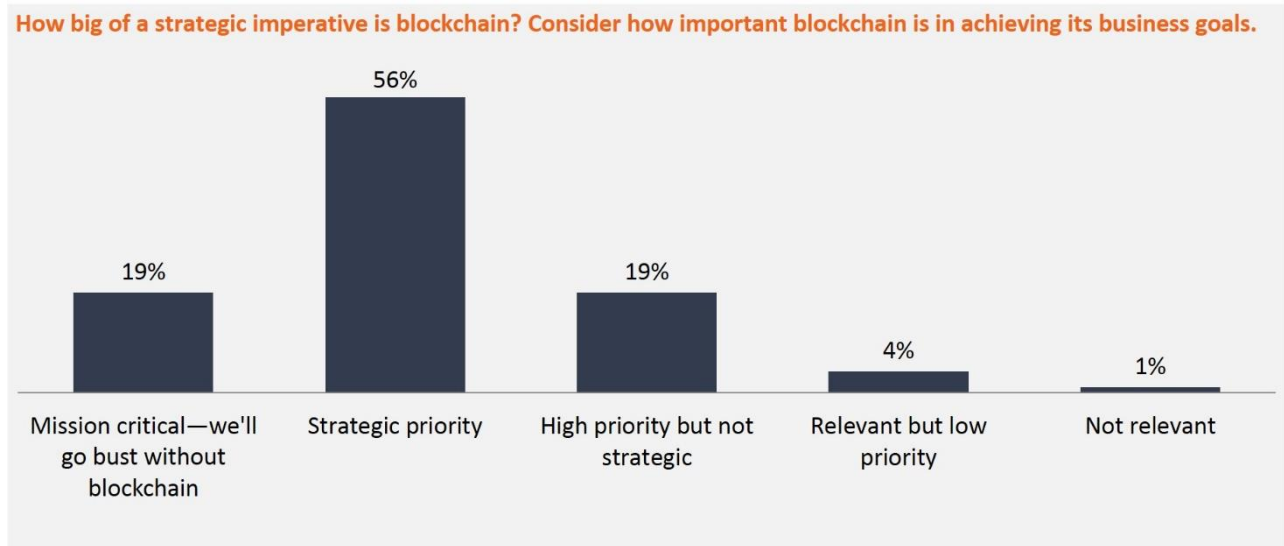 How big of a strategic imperative is blockchain? Consider how important blockchain is in achieving its business goals.
56%
19%
19%
4%
1%
Mission critical—we'll
go bust without
blockchain
Strategic priority
High priority but not
strategic
Relevant but low
priority
Not relevant